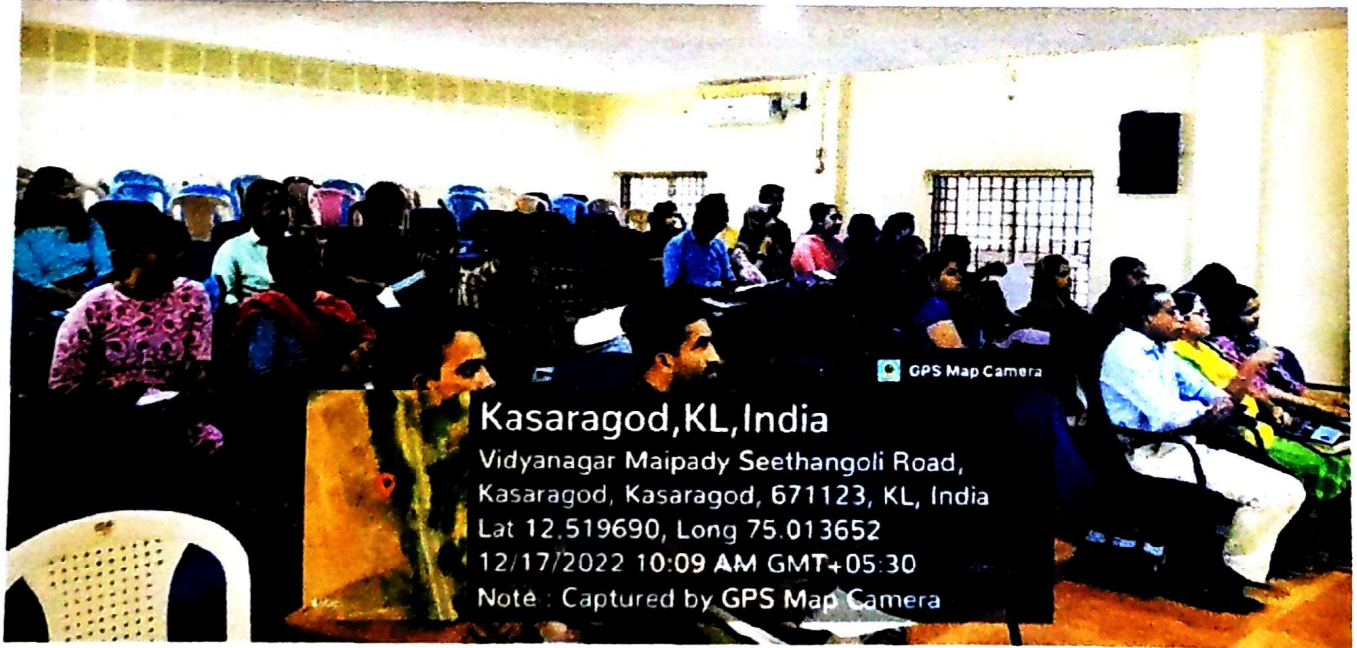 GPS Map Camera
Kasaragod,KL,India
Vidyanagar Maipady Seethangoli Road,
Kasaragod, Kasaragod, 671123, KL, India
Lat 12.519690, Long 75.013652
12/17/2022 10:09 AM GMT+05:30
Note : Captured by GPS Map Camera